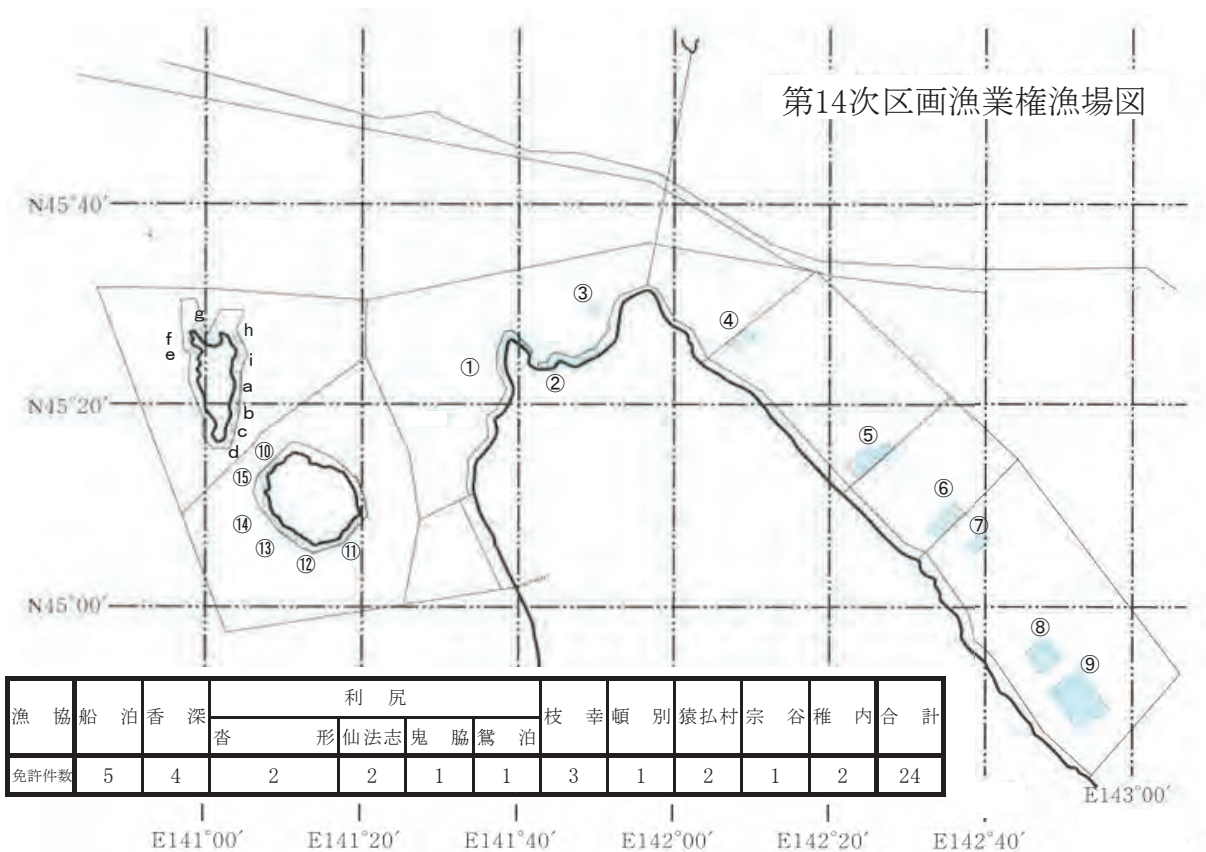 第14次区画漁業権漁場図
N45°40′
③
④
g
h
f
e
i
①
②
a
N45°20′
b
c
d
⑤
⑩
⑮
⑥
⑭
⑦
⑬
⑪
⑫
N45°00′
⑧
⑨
漁 協 船 泊 香 深 利 尻 枝 幸 頓 別 猿払村 宗 谷 稚 内 合 計
沓 形 仙法志 鬼 脇 鴛 泊
免許件数 5 4 2 2 1 1 3 1 2 1 2 24
E143°00′
E141°00′ E141°20′ E141°40′ E142°00′ E142°20′ E142°40′